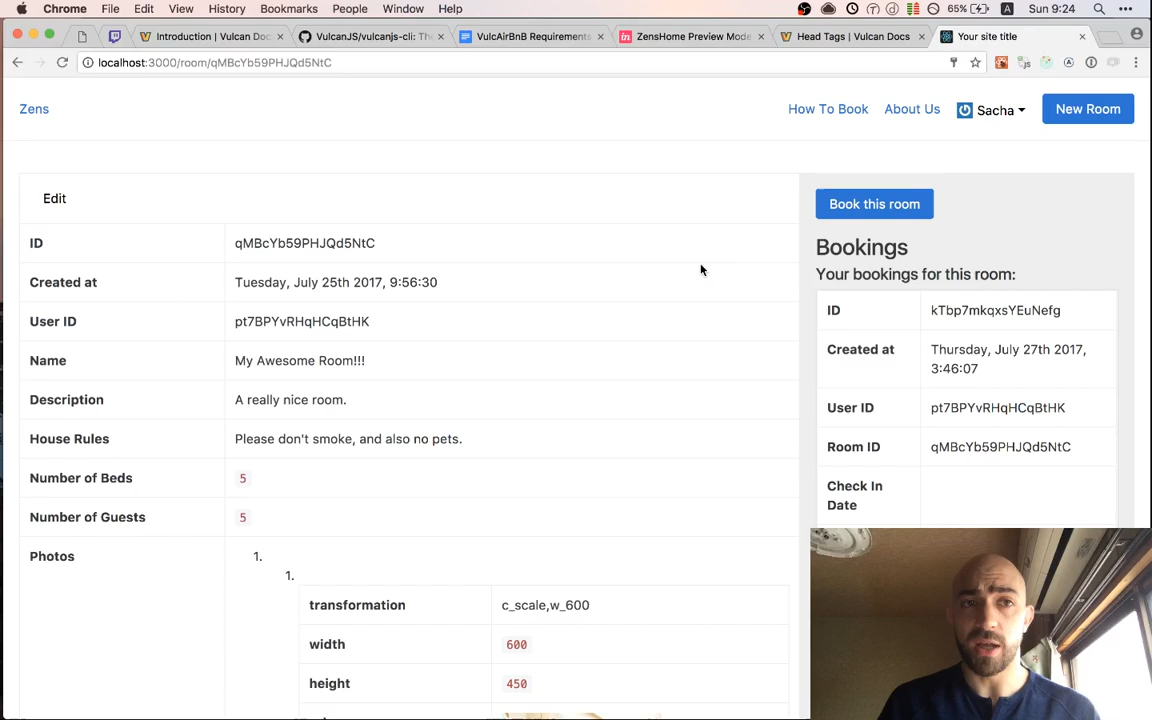 Chrome File Edit View History Bookmarks People Window Help 65% A Sun 9:24
Introduction | Vulcan Doc VulcanJS/vulcanjs-cli: The VulcAirBnB Requirements ZensHome Preview Mode Head Tags | Vulcan Docs Your site title
localhost:3000/room/qMBcYb59PHJQd5NtC
Zens How To Book About Us Sacha New Room
Edit
ID qMBcYb59PHJQd5NtC
Created at Tuesday, July 25th 2017, 9:56:30
User ID pt7BPYvRHqHCqBtHK
Name My Awesome Room!!!
Description A really nice room.
House Rules Please don't smoke, and also no pets.
Number of Beds 5
Number of Guests 5
Photos 1.
1.
transformation c_scale,w_600
width 600
height 450
Book this room
Bookings
Your bookings for this room:
ID kTbp7mkqxsYEuNefg
Created at Thursday, July 27th 2017,
3:46:07
User ID pt7BPYvRHqHCqBtHK
Room ID qMBcYb59PHJQd5NtC
Check In
Date